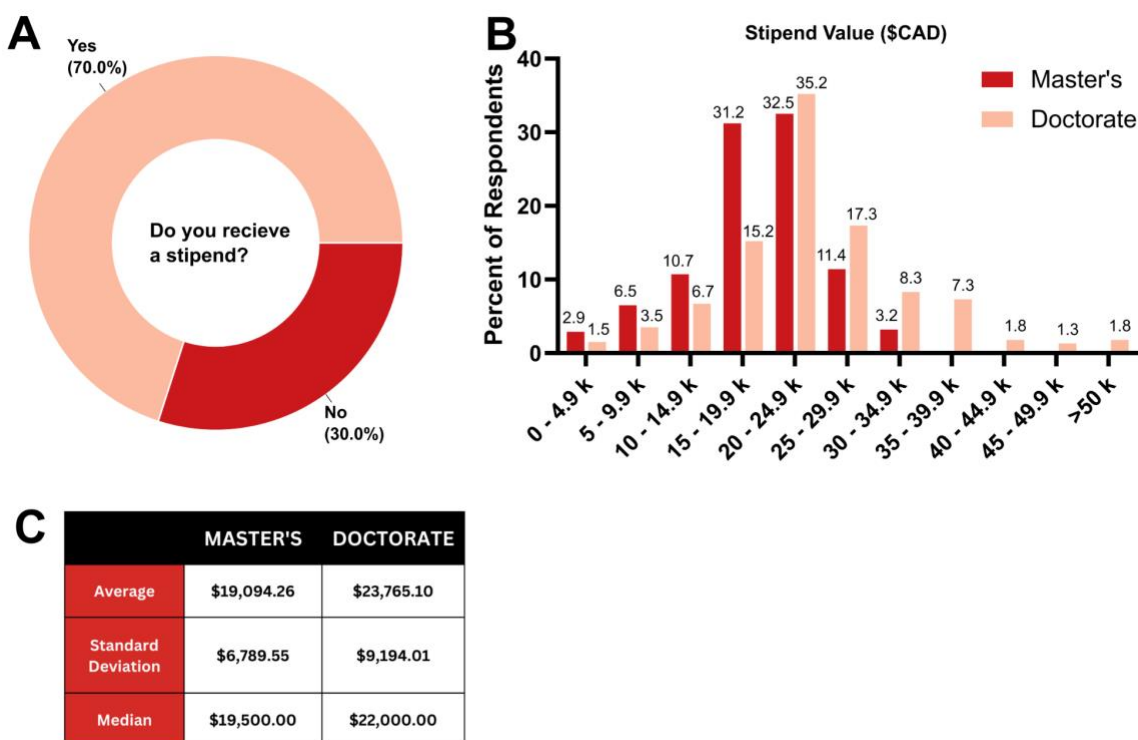 A
Yes
(70.0%)
Do you recieve
a stipend?
No
(30.0%)
B
Stipend Value ($CAD)
Percent of Respondents
40
30
20
10
0
Master's
Doctorate
2.9
1.5
6.5
3.5
10.7
6.7
31.2
15.2
32.5
35.2
11.4
17.3
3.2
8.3
7.3
1.8
1.3
1.8
0 - 4.9 k
5 - 9.9 k
10 - 14.9 k
15 - 19.9 k
20 - 24.9 k
25 - 29.9 k
30 - 34.9 k
35 - 39.9 k
40 - 44.9 k
45 - 49.9 k
>50 k
C
MASTER'S DOCTORATE
Average $19,094.26 $23,765.10
Standard
Deviation $6,789.55 $9,194.01
Median $19,500.00 $22,000.00